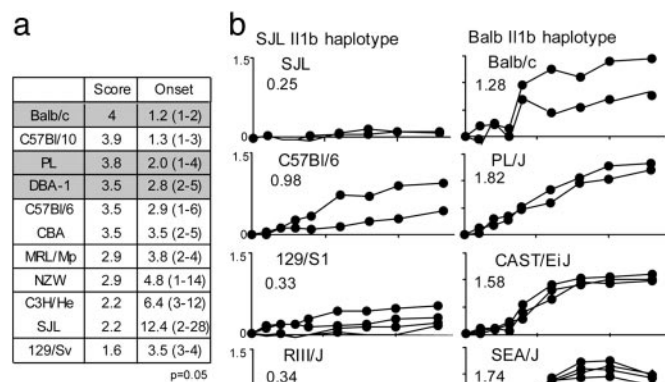 a
Score Onset
Balb/c 4 1.2 (1-2)
C57Bl/10 3.9 1.3 (1-3)
PL 3.8 2.0 (1-4)
DBA-1 3.5 2.8 (2-5)
C57Bl/6 3.5 2.9 (1-6)
CBA 3.5 3.5 (2-5)
MRL/Mp 2.9 3.8 (2-4)
NZW 2.9 4.8 (1-14)
C3H/He 2.2 6.4 (3-12)
SJL 2.2 12.4 (2-28)
129/Sv 1.6 3.5 (3-4)
p=0.05
b
SJL Il1b haplotype Balb Il1b haplotype
1.5 SJL Balb/c
0.25 1.28
0
1.5 C57Bl/6 PL/J
0.98 1.82
0
1.5 129/S1 CAST/EiJ
0.33 1.58
0
1.5 RIII/J SEA/J
0.34 1.74